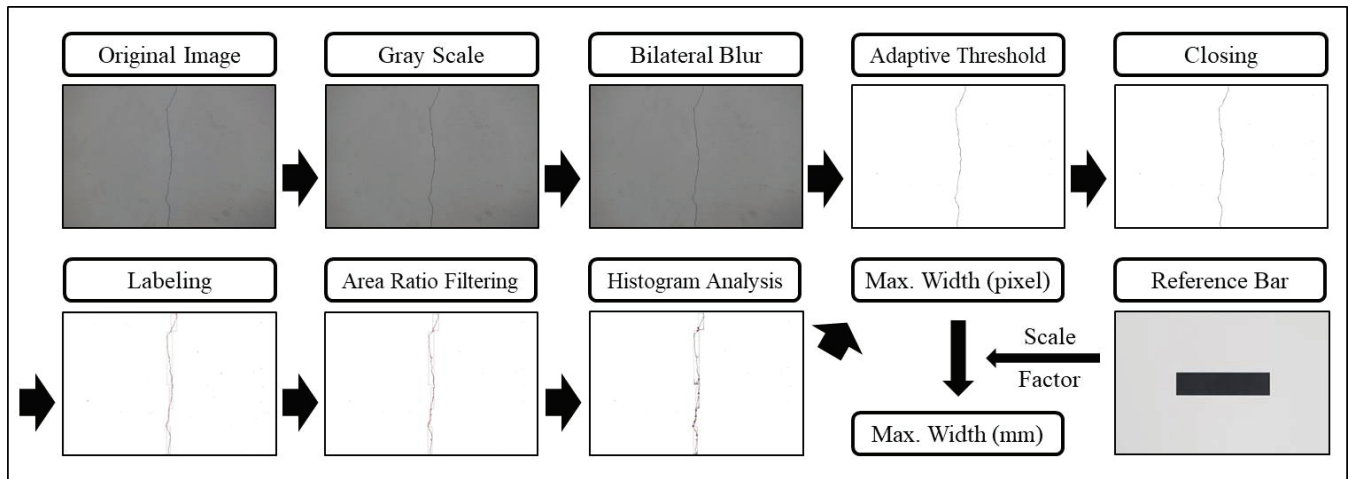 Original Image
Gray Scale
Bilateral Blur
Adaptive Threshold
Closing
Labeling
Area Ratio Filtering
Histogram Analysis
Max. Width (pixel)
Reference Bar
Scale
Factor
Max. Width (mm)